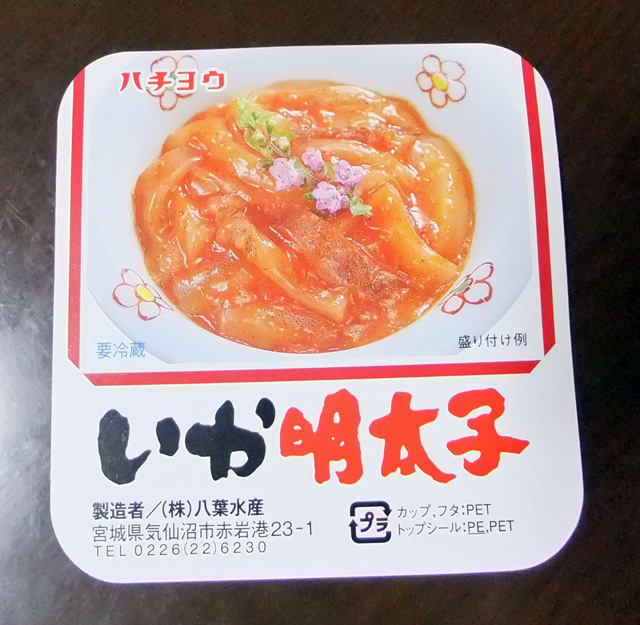 ハチヨウ
要冷蔵
盛り付け例
いか明太子
製造者/(株)八葉水産
宮城県気仙沼市赤岩港23-1
TEL 0226(22)6230
プラ
カップ、フタ:PET
トップシール:PE,PET